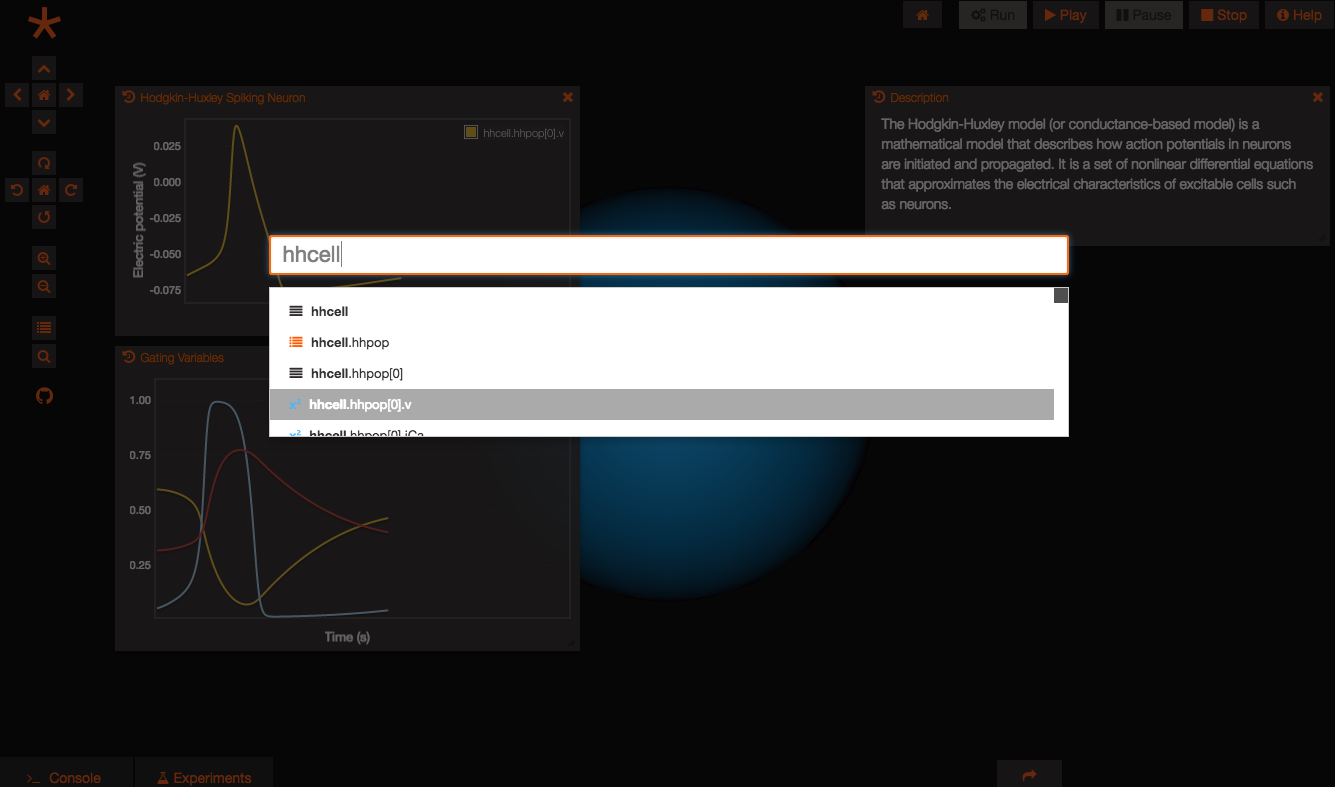 Run
Play
Pause
Stop
Help
Hodgkin-Huxley Spiking Neuron
hhcell.hhpop[0].v
Electric potential (V)
0.025
0.000
-0.025
-0.050
-0.075
Description
The Hodgkin-Huxley model (or conductance-based model) is a
mathematical model that describes how action potentials in neurons
are initiated and propagated. It is a set of nonlinear differential equations
that approximates the electrical characteristics of excitable cells such
as neurons.
hhcell
hhcell
hhcell.hhpop
hhcell.hhpop[0]
x² hhcell.hhpop[0].v
x² hhcell.hhpop[0].iCa
Gating Variables
1.00
0.75
0.50
0.25
Time (s)
>_ Console
Experiments